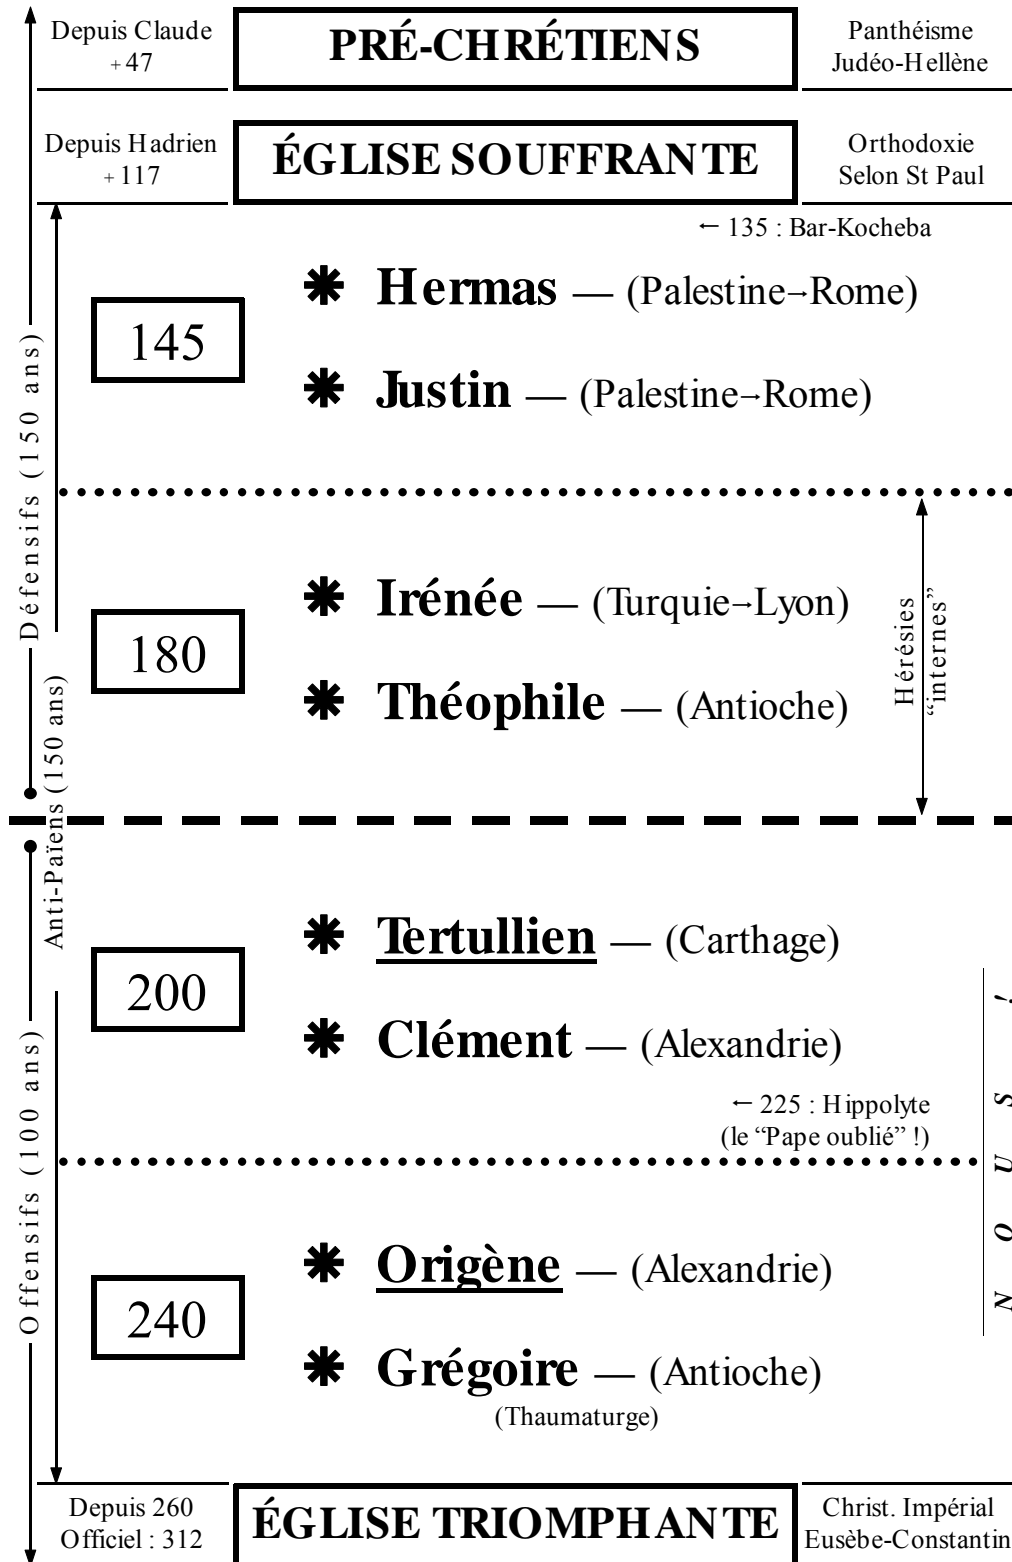 Depuis Claude
+ 47
PRÉ-CHRÉTIENS
Panthéisme
Judéo-Hellène
Depuis Hadrien
+ 117
ÉGLISE SOUFFRANTE
Orthodoxie
Selon St Paul
← 135 : Bar-Kocheba
145
❋ Hermas — (Palestine→Rome)
❋ Justin — (Palestine→Rome)
Défensifs (150 ans)
180
❋ Irénée — (Turquie→Lyon)
❋ Théophile — (Antioche)
Hérésies
“internes”
Anti-Païens (150 ans)
200
❋ Tertullien — (Carthage)
❋ Clément — (Alexandrie)
← 225 : Hippolyte
(le “Pape oublié” !)
NOUS !
Offensifs (100 ans)
240
❋ Origène — (Alexandrie)
❋ Grégoire — (Antioche)
(Thaumaturge)
Depuis 260
Officiel : 312
ÉGLISE TRIOMPHANTE
Christ. Impérial
Eusèbe-Constantin